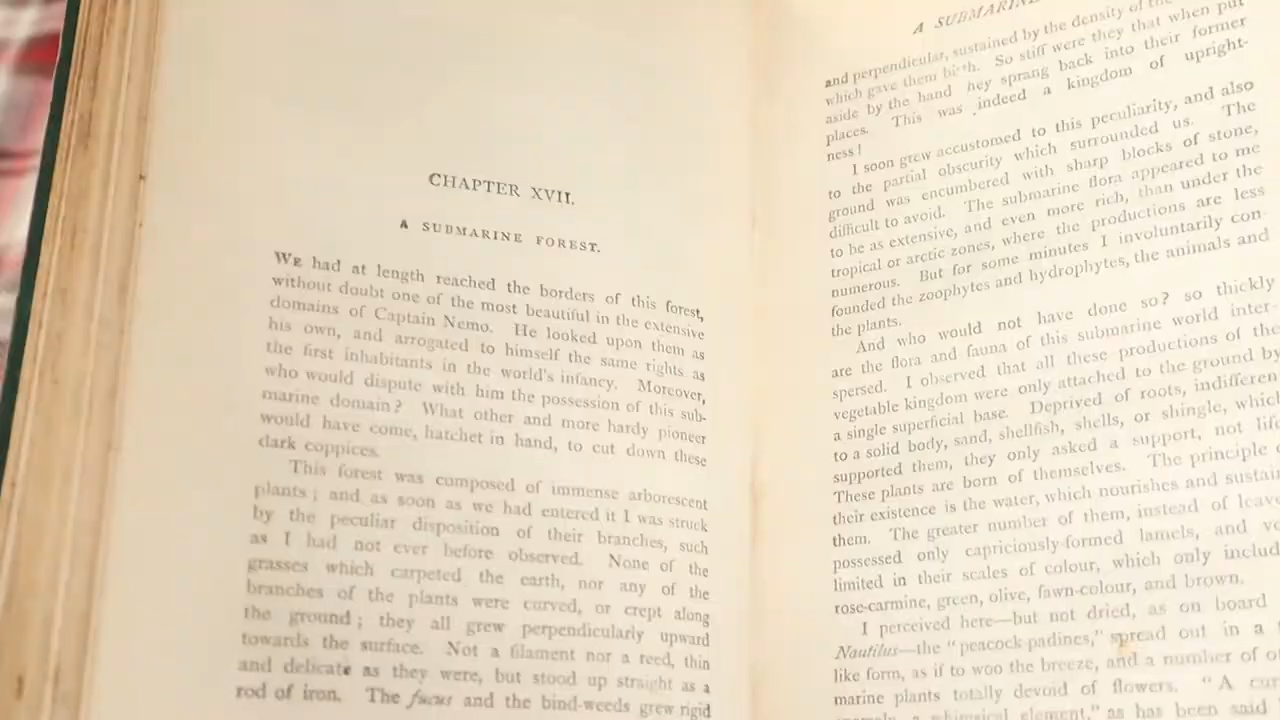 CHAPTER XVII.
A SUBMARINE FOREST.
WE had at length reached the borders of this forest,
without doubt one of the most beautiful in the extensive
domains of Captain Nemo. He looked upon them as
his own, and arrogated to himself the same rights as
the first inhabitants in the world's infancy. Moreover,
who would dispute with him the possession of this sub-
marine domain? What other and more hardy pioneer
would have come, hatchet in hand, to cut down these
dark coppices.
This forest was composed of immense arborescent
plants; and as soon as we had entered it I was struck
by the peculiar disposition of their branches, such
as I had not ever before observed. None of the
grasses which carpeted the earth, nor any of the
branches of the plants were curved, or crept along
the ground; they all grew perpendicularly upward
towards the surface. Not a filament nor a reed, thin
and delicate as they were, but stood up straight as a
rod of iron. The fucus and the bind-weeds grew rigid
A SUBMARINE
and perpendicular, sustained by the density of the
which gave them birth. So stiff were they that when put
aside by the hand hey sprang back into their former
places. This was indeed a kingdom of upright-
ness!
I soon grew accustomed to this peculiarity, and also
to the partial obscurity which surrounded us. The
ground was encumbered with sharp blocks of stone,
difficult to avoid. The submarine flora appeared to me
to be as extensive, and even more rich, than under the
tropical or arctic zones, where the productions are less
numerous. But for some minutes I involuntarily con-
founded the zoophytes and hydrophytes, the animals and
the plants.
And who would not have done so? so thickly
are the flora and fauna of this submarine world inter-
spersed. I observed that all these productions of the
vegetable kingdom were only attached to the ground by
a single superficial base. Deprived of roots, indifferen
to a solid body, sand, shellfish, shells, or shingle, which
supported them, they only asked a support, not life
These plants are born of themselves. The principle
their existence is the water, which nourishes and sustai
them. The greater number of them, instead of leave
possessed only capriciously-formed lamels, and
limited in their scales of colour, which only includ
rose-carmine, green, olive, fawn-colour, and brown.
I perceived here—but not dried, as on board
Nautilus—the "peacock padines," spread out in a
like form, as if to woo the breeze, and a number of
marine plants totally devoid of flowers. "A
whimsical element," as has been said